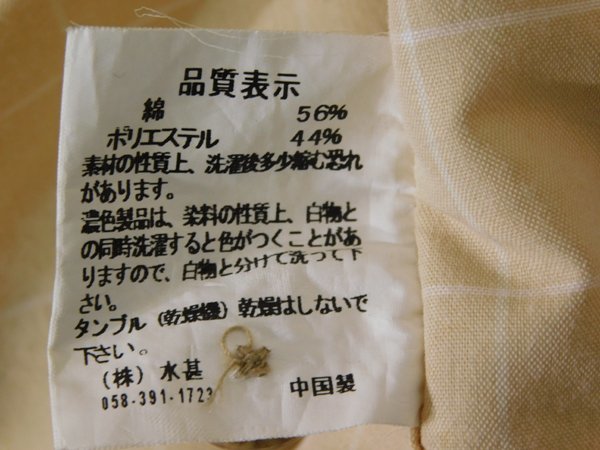 品質表示
綿 56%
ポリエステル 44%
素材の性質上、洗濯後多少縮む恐れ
があります。
濃色製品は、染料の性質上、白物と
の同時洗濯すると色がつくことがあ
りますので、白物と分けて洗って下
さい。
タンブル（乾燥機）乾燥はしないで
下さい。
（株）水甚
058-391-172
中国製